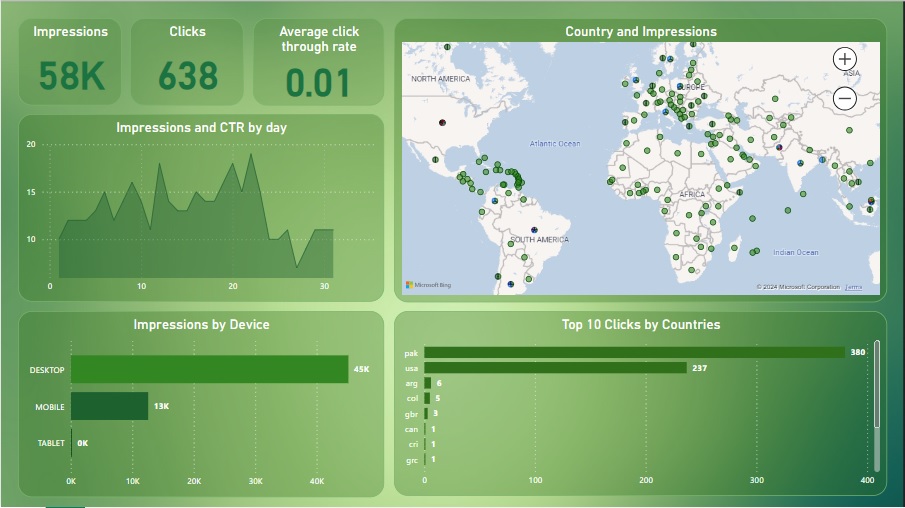 Impressions
58K
Clicks
638
Average click
through rate
0.01
Impressions and CTR by day
20
15
10
0
10
20
30
Country and Impressions
NORTH AMERICA
EUROPE
ASIA
Atlantic Ocean
AFRICA
SOUTH AMERICA
Indian Ocean
Microsoft Bing
© 2024 Microsoft Corporation Terms
Impressions by Device
DESKTOP
45K
MOBILE
13K
TABLET
0K
0K
10K
20K
30K
40K
Top 10 Clicks by Countries
pak
380
usa
237
arg
6
col
5
gbr
3
can
1
cri
1
grc
1
0
100
200
300
400